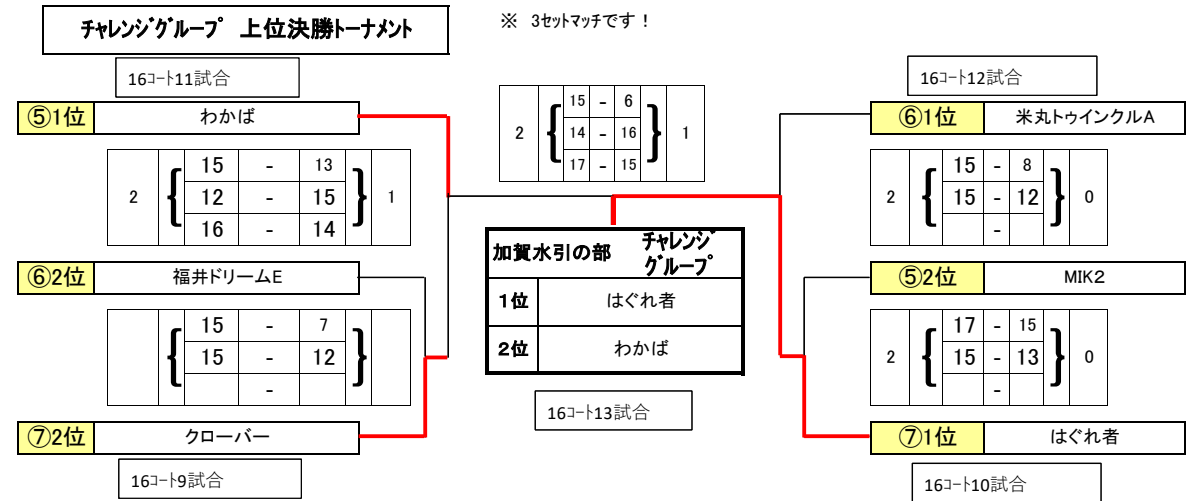 チャレンジグループ 上位決勝トーナメント
※ 3セットマッチです！
16コート11試合
16コート12試合
⑤1位 わかば
2 { 15 - 6 } 1
14 - 16
17 - 15
⑥1位 米丸トゥインクルA
2 { 15 - 13 } 1
12 - 15
16 - 14
2 { 15 - 8 } 0
15 - 12
-
加賀水引の部 チャレンジグループ
1位 はぐれ者
2位 わかば
⑥2位 福井ドリームE
⑤2位 MIK2
{ 15 - 7 }
15 - 12
-
2 { 17 - 15 } 0
15 - 13
-
16コート13試合
⑦2位 クローバー
⑦1位 はぐれ者
16コート9試合
16コート10試合